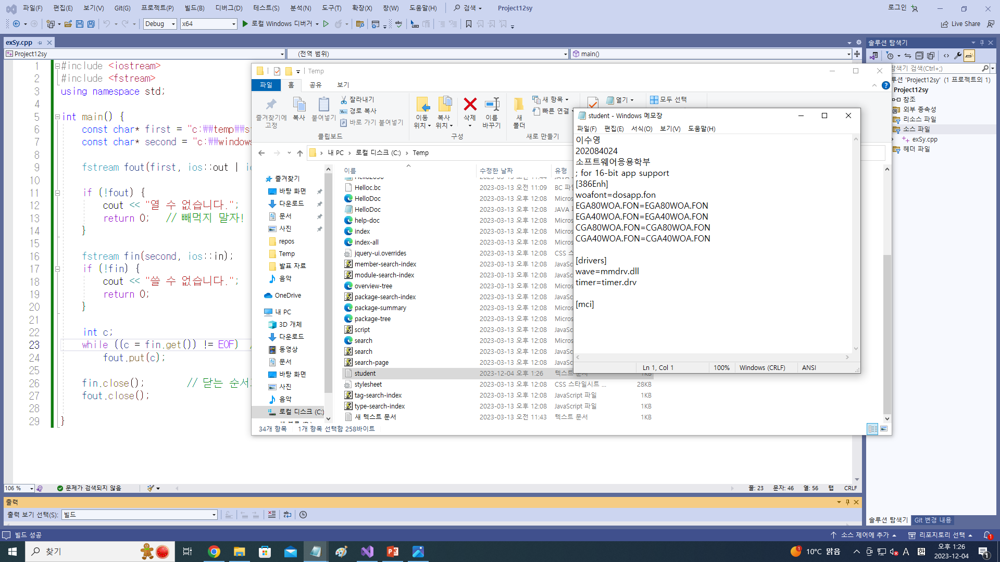 파일(F) 편집(E) 보기(V) Git(G) 프로젝트(P) 빌드(B) 디버그(D) 테스트(S) 분석(N) 도구(T) 확장(X) 창(W) 도움말(H) 검색 Project12sy 로그인
Debug x64 로컬 Windows 디버거 Live Share
exSy.cpp
Project12sy (전역 범위) main()
1 #include <iostream>
2 #include <fstream>
3 using namespace std;
4
5 int main() {
6 const char* first = "c:₩₩temp₩₩s
7 const char* second = "c:₩₩windows
8
9 fstream fout(first, ios::out | i
10
11 if (!fout) {
12 cout << "열 수 없습니다.";
13 return 0; // 빼먹지 말자!
14 }
15
16 fstream fin(second, ios::in);
17 if (!fin) {
18 cout << "쓸 수 없습니다.";
19 return 0;
20 }
21
22 int c;
23 while ((c = fin.get()) != EOF) /
24 fout.put(c);
25
26 fin.close(); // 닫는 순서
27 fout.close();
28
29 }
106 % 문제가 검색되지 않음 줄: 23 문자: 46 열: 56 탭 CRLF
출력
출력 보기 선택(S): 빌드
빌드 성공 소스 제어에 추가 리포지토리 선택 1
Temp
파일 홈 공유 보기
즐겨찾기에 고정
복사
붙여넣기
잘라내기
경로 복사
바로 가기 붙여넣기
클립보드
이동 위치
복사 위치
삭제
이름 바꾸기
구성
새 폴더
새 항목
빠른 연결
새로 만들기
열기
모두 선택
내 PC 로컬 디스크 (C:) Temp
즐겨찾기
바탕 화면
다운로드
문서
사진
repos
Temp
발표 자료
음악
OneDrive
내 PC
3D 개체
다운로드
동영상
문서
바탕 화면
사진
음악
로컬 디스크 (C:)
이름 수정한 날짜 유형
Helloc.bc 2023-03-13 오전 11:09 BC 파일
HelloDoc 2023-03-13 오후 12:08 Micros
HelloDoc 2023-03-13 오후 12:08 JAVA
help-doc 2023-03-13 오후 12:08 Micros
index 2023-03-13 오후 12:08 Micros
index-all 2023-03-13 오후 12:08 Micros
jquery-ui.overrides 2023-03-13 오후 12:08 CSS
member-search-index 2023-03-13 오후 12:08 JavaSc
module-search-index 2023-03-13 오후 12:08 JavaSc
overview-tree 2023-03-13 오후 12:08 Micros
package-search-index 2023-03-13 오후 12:08 JavaSc
package-summary 2023-03-13 오후 12:08 Micros
package-tree 2023-03-13 오후 12:08 Micros
script 2023-03-13 오후 12:08 JavaSc
search 2023-03-13 오후 12:08 Micros
search 2023-03-13 오후 12:08 JavaSc
search-page 2023-03-13 오후 12:08 JavaSc
student 2023-12-04 오후 1:26 텍스트 문서 1KB
stylesheet 2023-03-13 오후 12:08 CSS 스타일시트 ... 28KB
tag-search-index 2023-03-13 오후 12:08 JavaScript 파일 1KB
type-search-index 2023-03-13 오후 12:08 JavaScript 파일 1KB
새 텍스트 문서 2023-03-13 오전 11:43 텍스트 문서 1KB
34개 항목 1개 항목 선택함 258바이트
student - Windows 메모장
파일(F) 편집(E) 서식(O) 보기(V) 도움말(H)
이수영
202084024
소프트웨어응용학부
; for 16-bit app support
[386Enh]
woafont=dosapp.fon
EGA80WOA.FON=EGA80WOA.FON
EGA40WOA.FON=EGA40WOA.FON
CGA80WOA.FON=CGA80WOA.FON
CGA40WOA.FON=CGA40WOA.FON
[drivers]
wave=mmdrv.dll
timer=timer.drv
[mci]
Ln 1, Col 1 100% Windows (CRLF) ANSI
솔루션 탐색기
탐색기 검색(Ctrl+;)
루션 'Project12sy' (1 프로젝트의 1)
Project12sy
참조
외부 종속성
리소스 파일
소스 파일
exSy.cpp
헤더 파일
솔루션 탐색기 Git 변경 내용
찾기
1 10°C 맑음 A 한 오후 1:26
2023-12-04 1